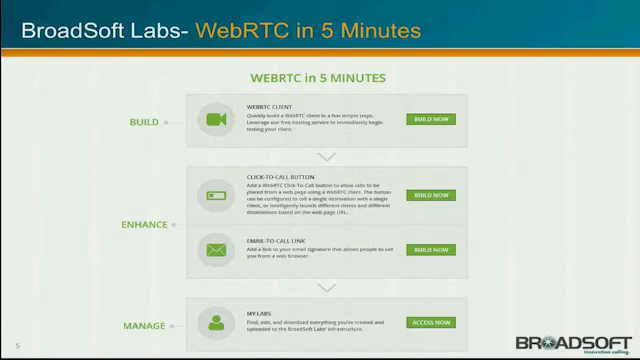 BroadSoft Labs- WebRTC in 5 Minutes
WEBRTC in 5 MINUTES
BUILD
WEBRTC CLIENT
Quickly build a WebRTC client in a few simple steps.
Leverage our free hosting service to immediately begin
testing your client.
BUILD NOW
ENHANCE
CLICK-TO-CALL BUTTON
Add a WebRTC Click-To-Call button to allow calls to be
placed from a web page using a WebRTC client. The button
can be configured to call a single destination with a single
client, or intelligently launch different clients and different
destinations based on the web page URL.
BUILD NOW
EMAIL-TO-CALL LINK
Add a link to your email signature that allows people to call
you from a web browser.
BUILD NOW
MANAGE
MY LABS
Find, edit, and download everything you've created and
uploaded to the BroadSoft Labs' infrastructure.
ACCESS NOW
5
BROADSOFT
innovation calling.